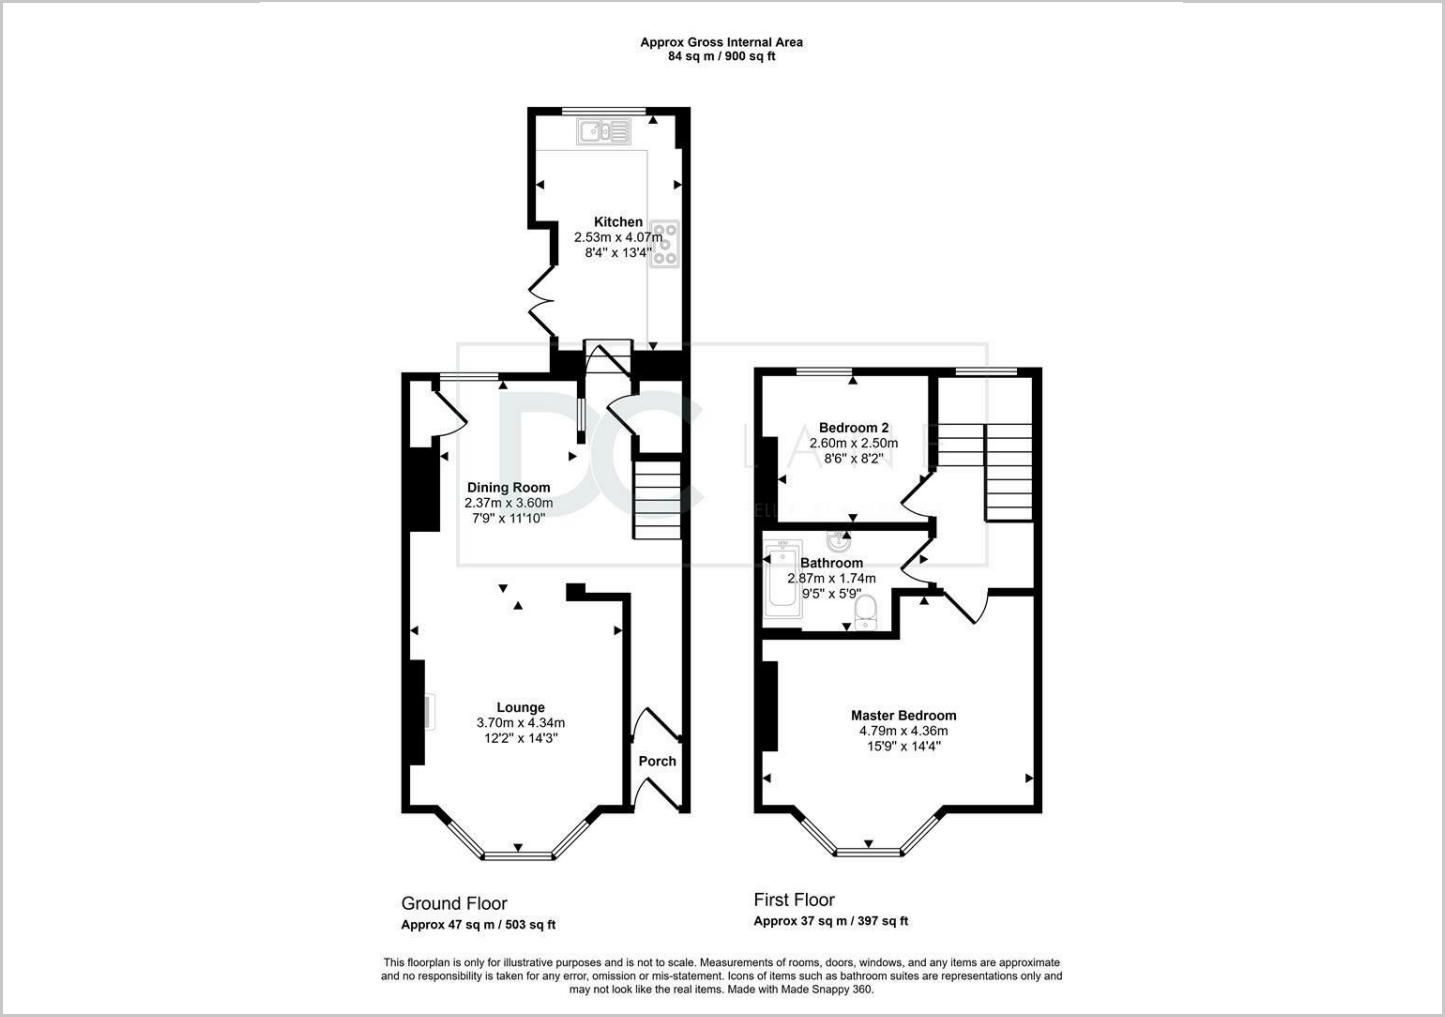 Approx Gross Internal Area
84 sq m / 900 sq ft
Kitchen
2.53m x 4.07m
8'4" x 13'4"
Dining Room
2.37m x 3.60m
7'9" x 11'10"
Lounge
3.70m x 4.34m
12'2" x 14'3"
Porch
Bedroom 2
2.60m x 2.50m
8'6" x 8'2"
Bathroom
2.87m x 1.74m
9'5" x 5'9"
Master Bedroom
4.79m x 4.36m
15'9" x 14'4"
DC LANE
Ground Floor
Approx 47 sq m / 503 sq ft
First Floor
Approx 37 sq m / 397 sq ft
This floorplan is only for illustrative purposes and is not to scale. Measurements of rooms, doors, windows, and any items are approximate
and no responsibility is taken for any error, omission or mis-statement. Icons of items such as bathroom suites are representations only and
may not look like the real items. Made with Made Snappy 360.